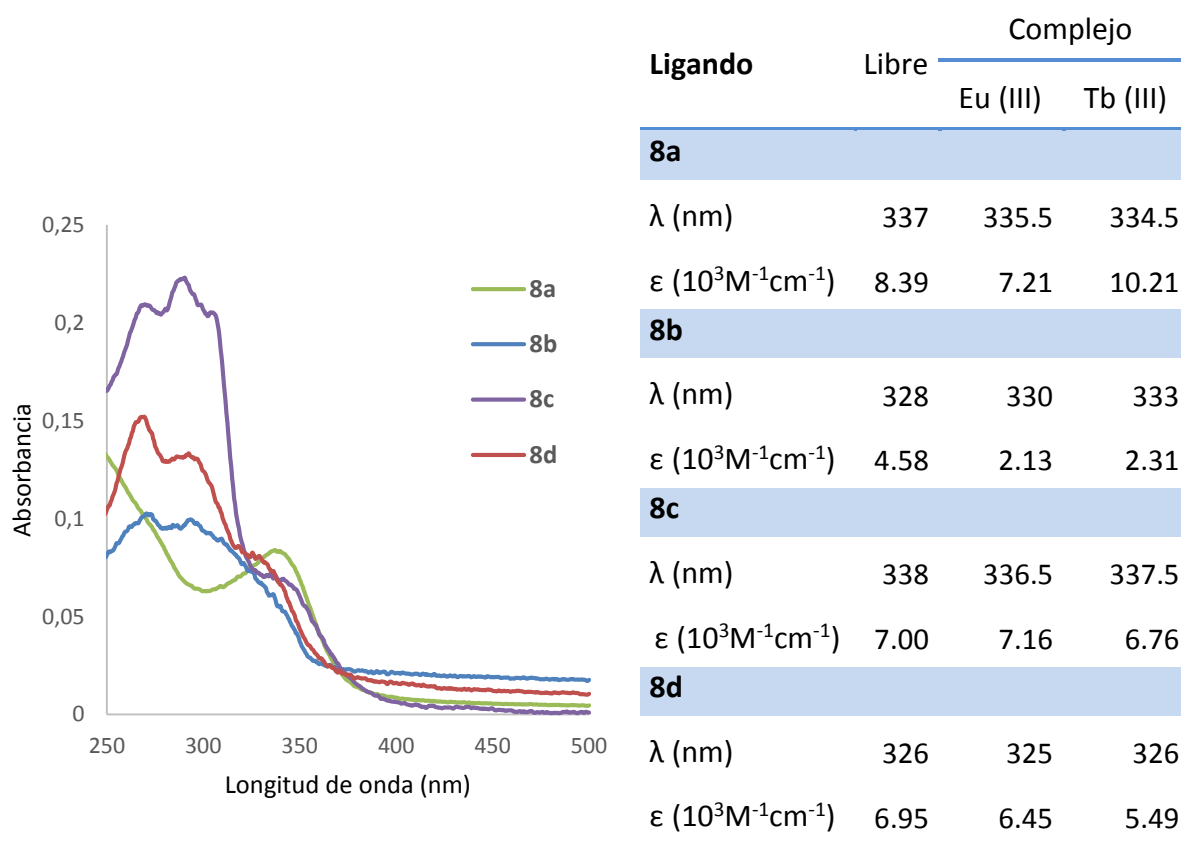 0,25
0,2
0,15
0,1
0,05
0
Absorbancia
250 300 350 400 450 500
Longitud de onda (nm)
8a
8b
8c
8d
Ligando Libre Complejo
Eu (III) Tb (III)
8a
λ (nm) 337 335.5 334.5
ε (10³M⁻¹cm⁻¹) 8.39 7.21 10.21
8b
λ (nm) 328 330 333
ε (10³M⁻¹cm⁻¹) 4.58 2.13 2.31
8c
λ (nm) 338 336.5 337.5
ε (10³M⁻¹cm⁻¹) 7.00 7.16 6.76
8d
λ (nm) 326 325 326
ε (10³M⁻¹cm⁻¹) 6.95 6.45 5.49